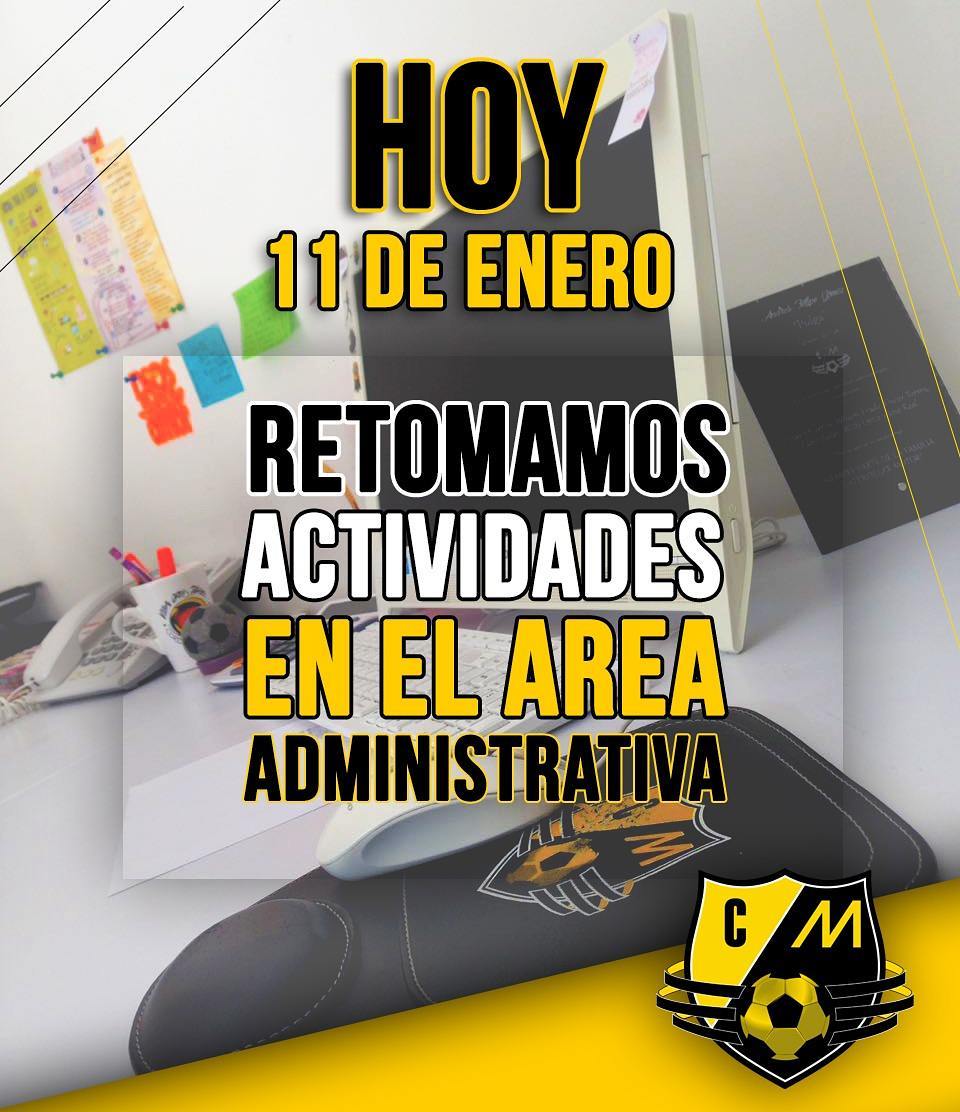 HOY
11 DE ENERO
RETOMAMOS
ACTIVIDADES
EN EL AREA
ADMINISTRATIVA
M
C M